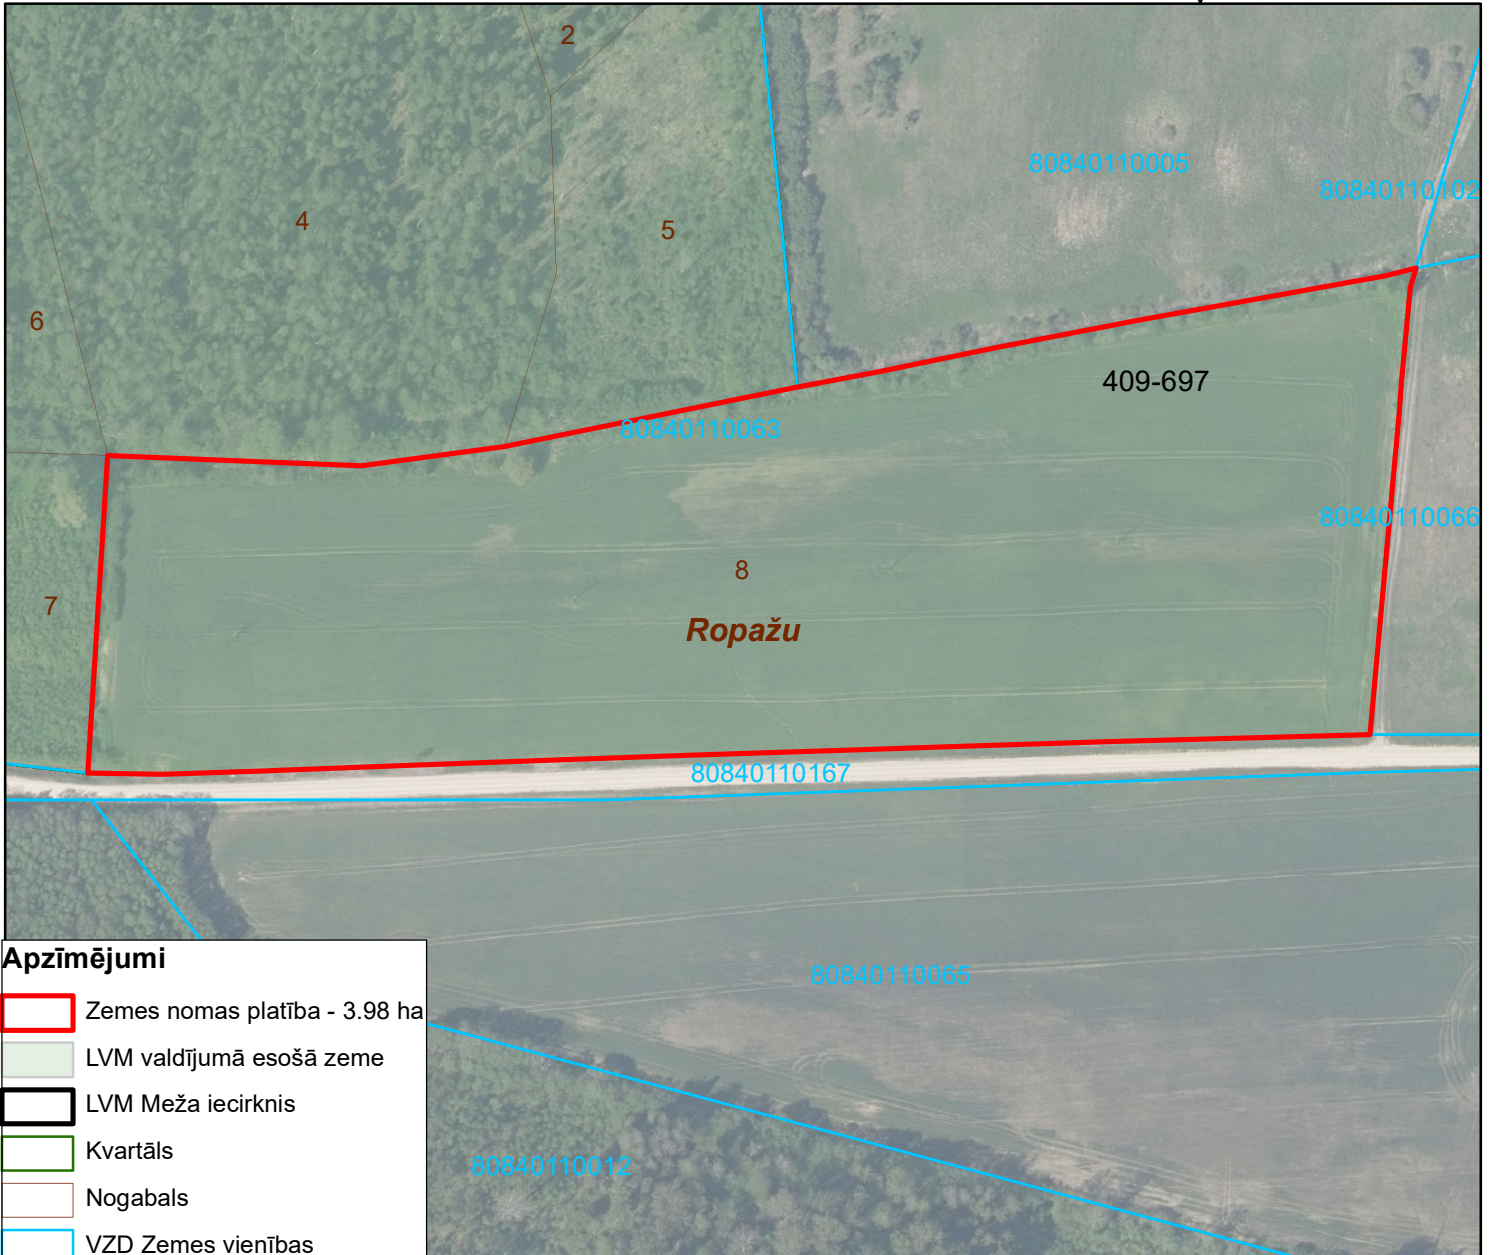 2
80840110005
80840110102
4
5
6
409-697
80840110063
80840110066
8
7
Ropažu
80840110167
80840110065
80840110012
Apzīmējumi
Zemes nomas platība - 3.98 ha
LVM valdījumā esošā zeme
LVM Meža iecirknis
Kvartāls
Nogabals
VZD Zemes vienības